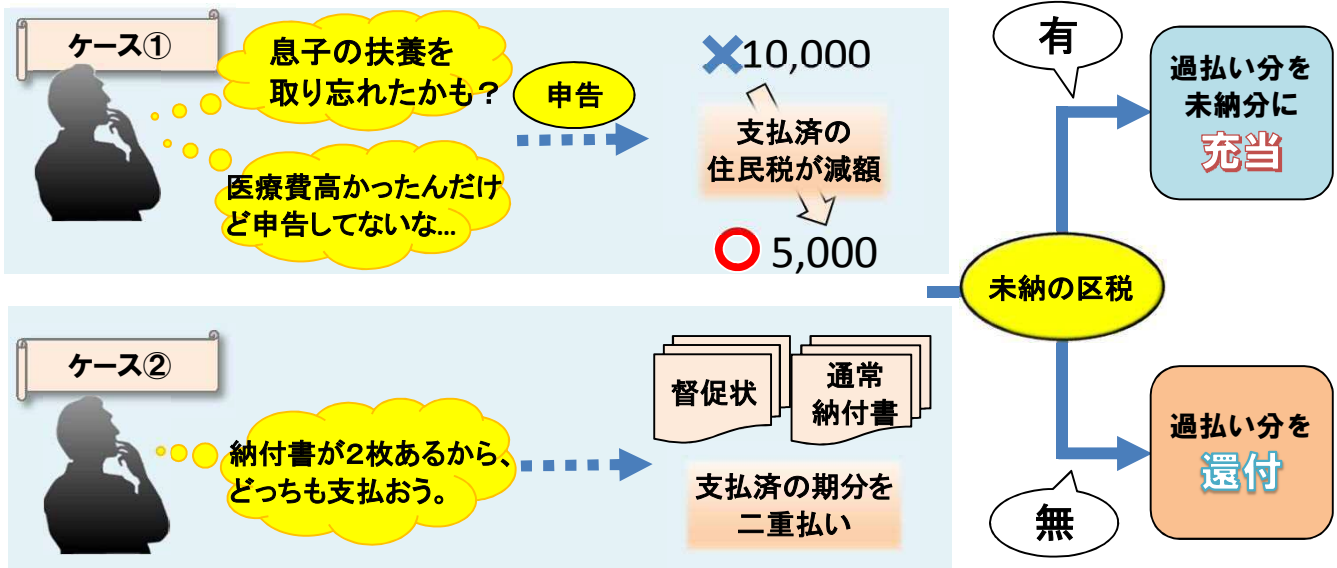 ケース①
息子の扶養を
取り忘れたかも？
医療費高かったんだけ
ど申告してないな…
申告
10,000
支払済の
住民税が減額
5,000
ケース②
納付書が2枚あるから、
どっちも支払おう。
督促状
通常
納付書
支払済の期分を
二重払い
未納の区税
有
過払い分を
未納分に
充当
無
過払い分を
還付